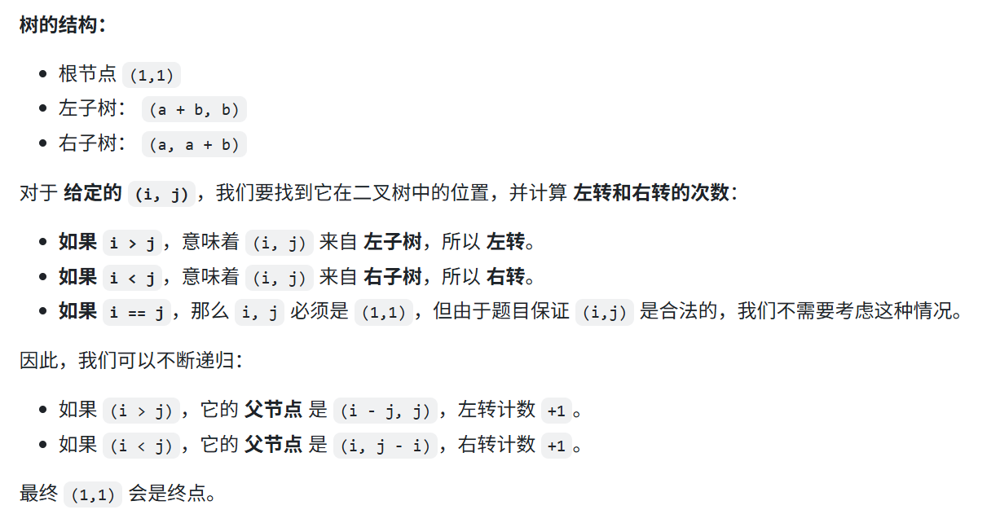 树的结构：
• 根节点 (1,1)
• 左子树： (a + b, b)
• 右子树： (a, a + b)
对于 给定的 (i, j)，我们要找到它在二叉树中的位置，并计算 左转和右转的次数：
• 如果 i > j，意味着 (i, j) 来自 左子树，所以 左转。
• 如果 i < j，意味着 (i, j) 来自 右子树，所以 右转。
• 如果 i == j，那么 i, j 必须是 (1,1)，但由于题目保证 (i,j) 是合法的，我们不需要考虑这种情况。
因此，我们可以不断递归：
• 如果 (i > j)，它的 父节点 是 (i - j, j)，左转计数 +1。
• 如果 (i < j)，它的 父节点 是 (i, j - i)，右转计数 +1。
最终 (1,1) 会是终点。